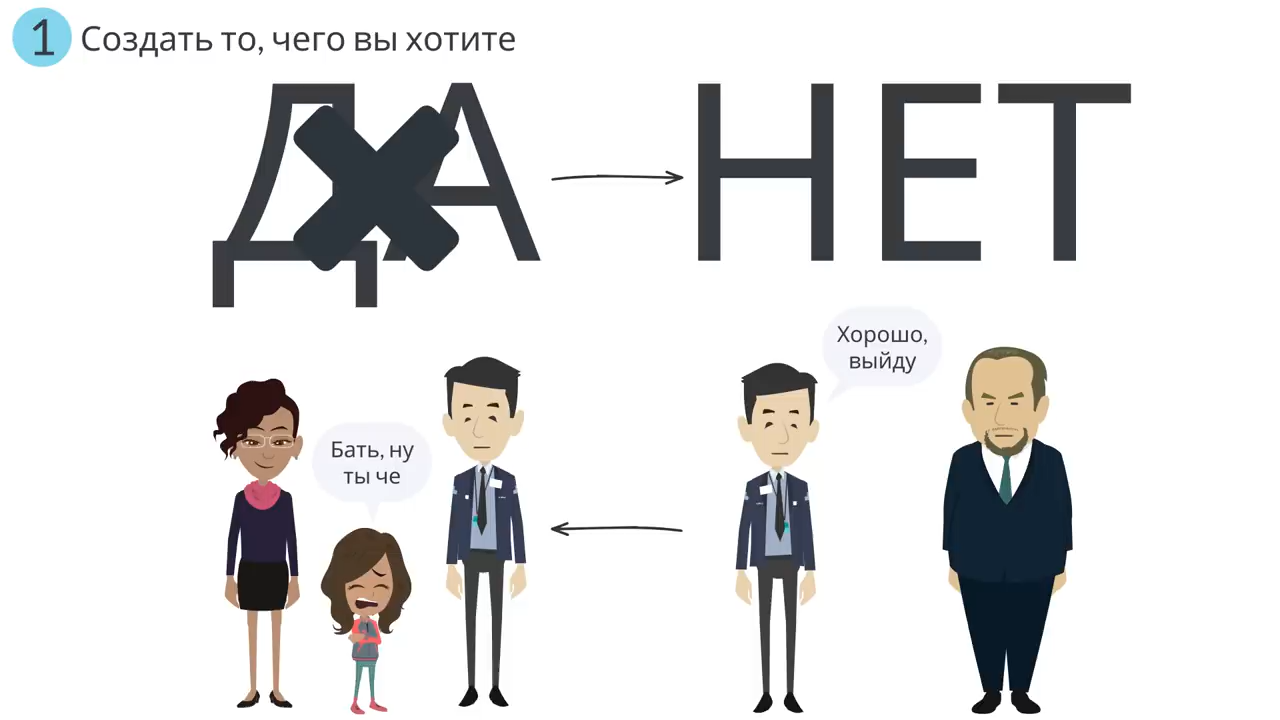 1 Создать то, чего вы хотите
ДА НЕТ
Хорошо,
выйду
Бать, ну
ты че